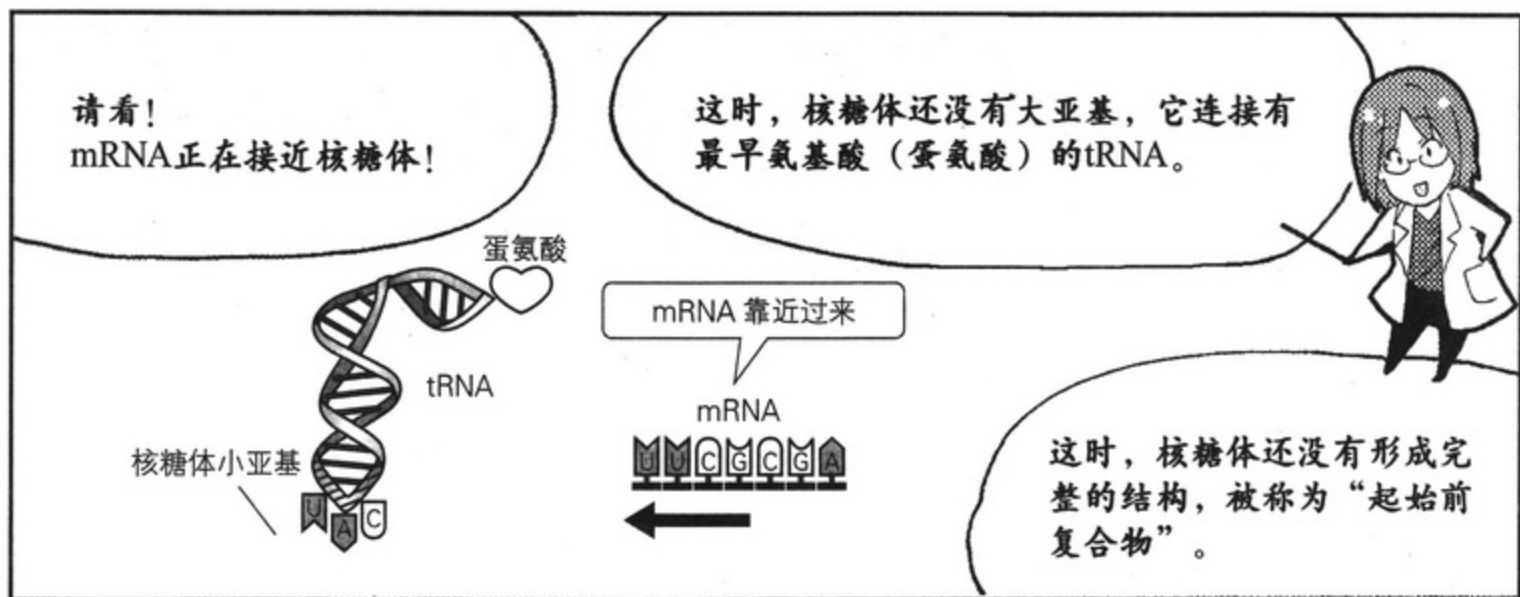 请看！
mRNA正在接近核糖体！
这时，核糖体还没有大亚基，它连接有
最早氨基酸（蛋氨酸）的tRNA。
蛋氨酸
mRNA 靠近过来
tRNA
mRNA
核糖体小亚基
UUCGCGA
UAC
这时，核糖体还没有形成完
整的结构，被称为“起始前
复合物”。